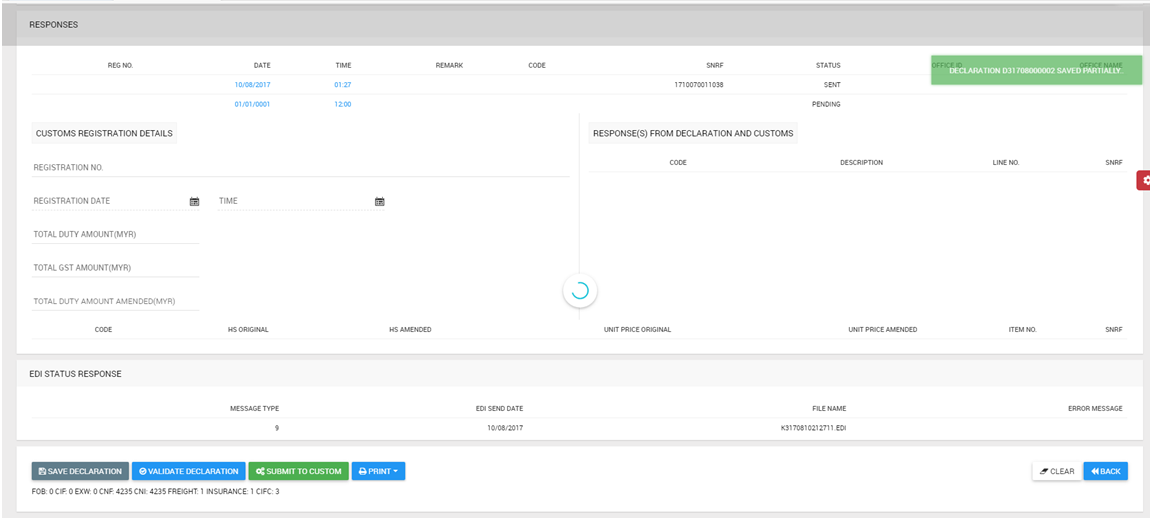 RESPONSES
REG NO. DATE TIME REMARK CODE SNRF STATUS OFFICE ID OFFICE NAME
DECLARATION D31708000002 SAVED PARTIALLY.
10/08/2017 01:27 1710070011038 SENT
01/01/0001 12:00 PENDING
CUSTOMS REGISTRATION DETAILS
REGISTRATION NO.
REGISTRATION DATE TIME
TOTAL DUTY AMOUNT(MYR)
TOTAL GST AMOUNT(MYR)
TOTAL DUTY AMOUNT AMENDED(MYR)
RESPONSE(S) FROM DECLARATION AND CUSTOMS
CODE DESCRIPTION LINE NO. SNRF
CODE HS ORIGINAL HS AMENDED UNIT PRICE ORIGINAL UNIT PRICE AMENDED ITEM NO. SNRF
EDI STATUS RESPONSE
MESSAGE TYPE EDI SEND DATE FILE NAME ERROR MESSAGE
9 10/08/2017 K3170810212711.EDI
SAVE DECLARATION VALIDATE DECLARATION SUBMIT TO CUSTOM PRINT CLEAR BACK
FOB: 0 CIF: 0 EXW: 0 CNF: 4235 CNI: 4235 FREIGHT: 1 INSURANCE: 1 CIFC: 3